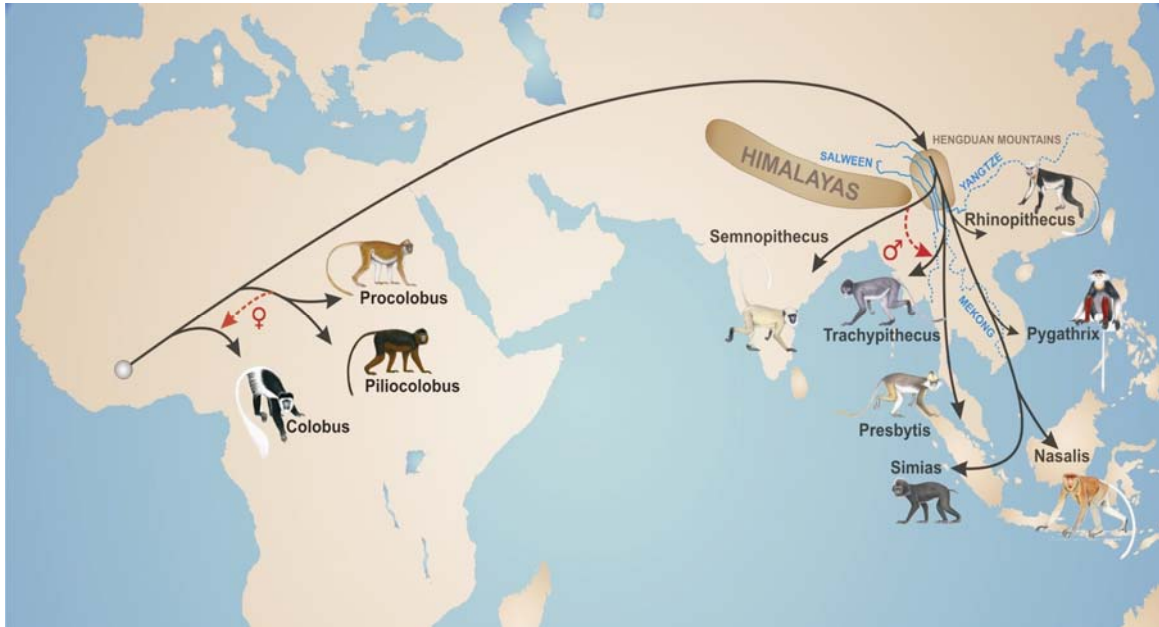 HENGDUAN MOUNTAINS
HIMALAYAS
SALWEEN
YANGTZE
Rhinopithecus
Semnopithecus
♂
Procolobus
Trachypithecus
MEKONG
Pygathrix
♀
Piliocolobus
Colobus
Presbytis
Nasalis
Simias